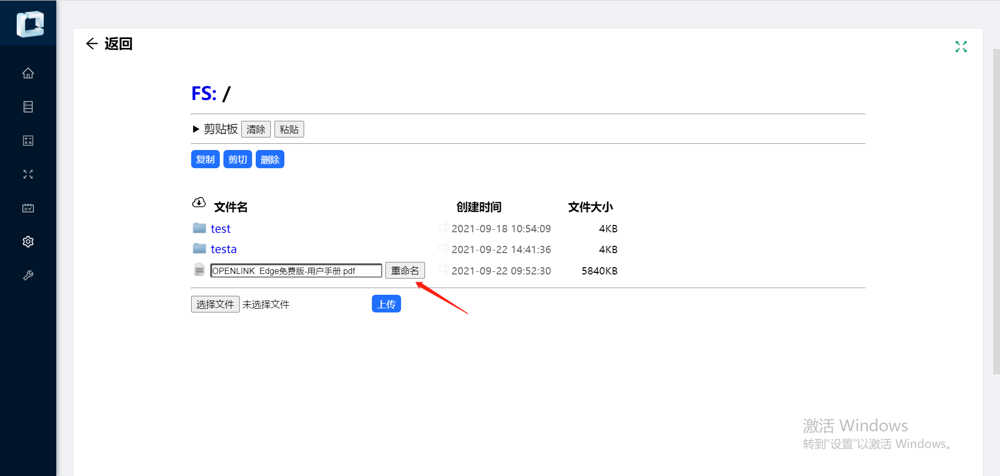 返回
FS: /
剪贴板 清除 粘贴
复制 剪切 删除
文件名 创建时间 文件大小
test 2021-09-18 10:54:09 4KB
testa 2021-09-22 14:41:36 4KB
OPENLINK Edge免费版-用户手册.pdf 重命名 2021-09-22 09:52:30 5840KB
选择文件 未选择文件 上传
激活 Windows
转到“设置”以激活 Windows。